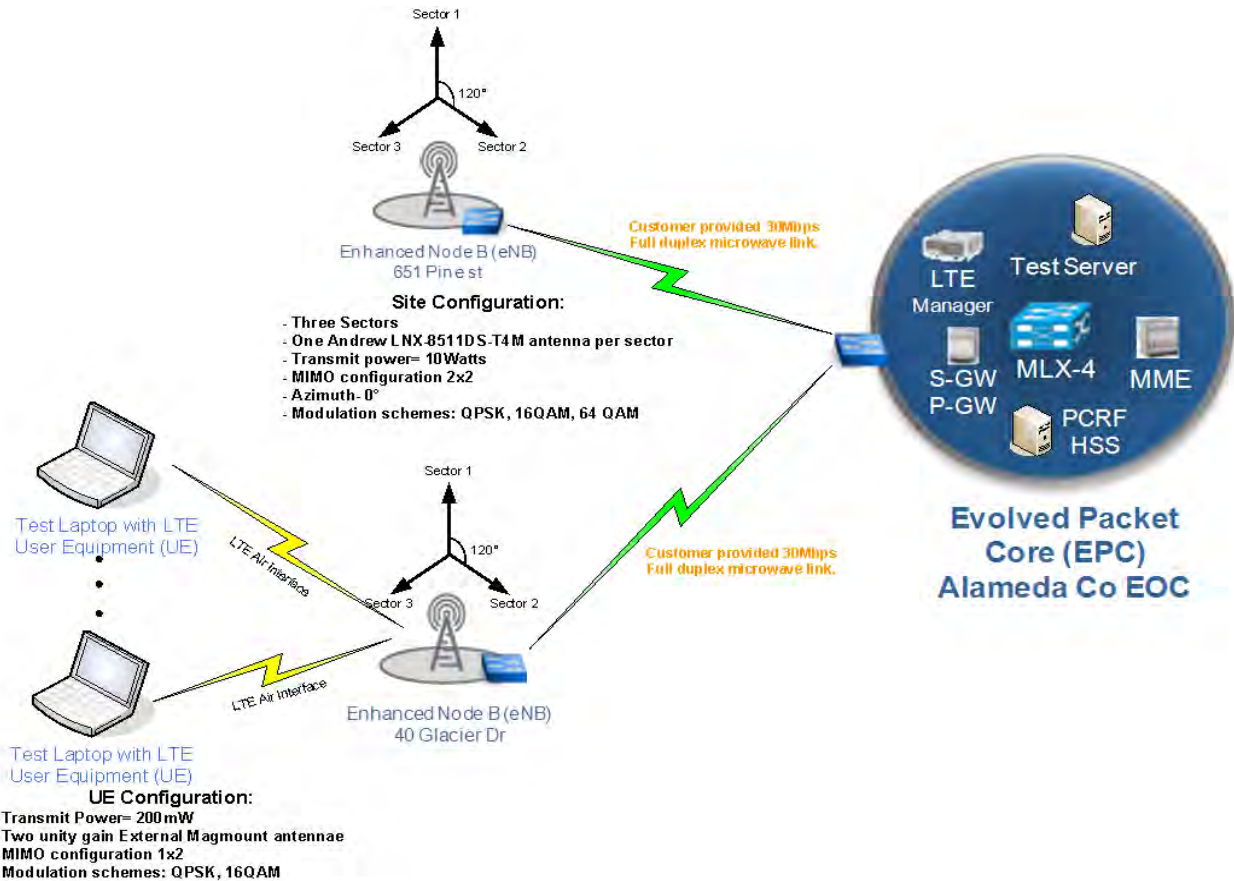 Sector 1
120°
Sector 3
Sector 2
Enhanced Node B (eNB)
651 Pine st
Customer provided 30Mbps
Full duplex microwave link.
Site Configuration:
- Three Sectors
- One Andrew LNX-8511DS-T4M antenna per sector
- Transmit power= 10Watts
- MIMO configuration 2x2
- Azimuth- 0°
- Modulation schemes: QPSK, 16QAM, 64 QAM
LTE
Manager
Test Server
S-GW
P-GW
MLX-4
MME
PCRF
HSS
Evolved Packet
Core (EPC)
Alameda Co EOC
Test Laptop with LTE
User Equipment (UE)
LTE Air Interface
Sector 1
120°
Sector 3
Sector 2
Customer provided 30Mbps
Full duplex microwave link.
LTE Air Interface
Enhanced Node B (eNB)
40 Glacier Dr
Test Laptop with LTE
User Equipment (UE)
UE Configuration:
Transmit Power= 200mW
Two unity gain External Magmount antennae
MIMO configuration 1x2
Modulation schemes: QPSK, 16QAM